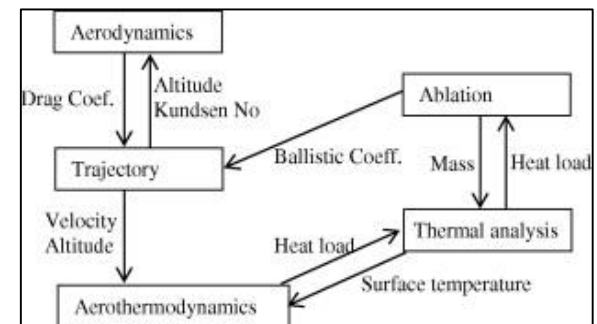 Aerodynamics
Drag Coef.
Altitude
Kundsen No
Ablation
Trajectory
Ballistic Coeff.
Mass
Heat load
Velocity
Altitude
Heat load
Thermal analysis
Surface temperature
Aerothermodynamics